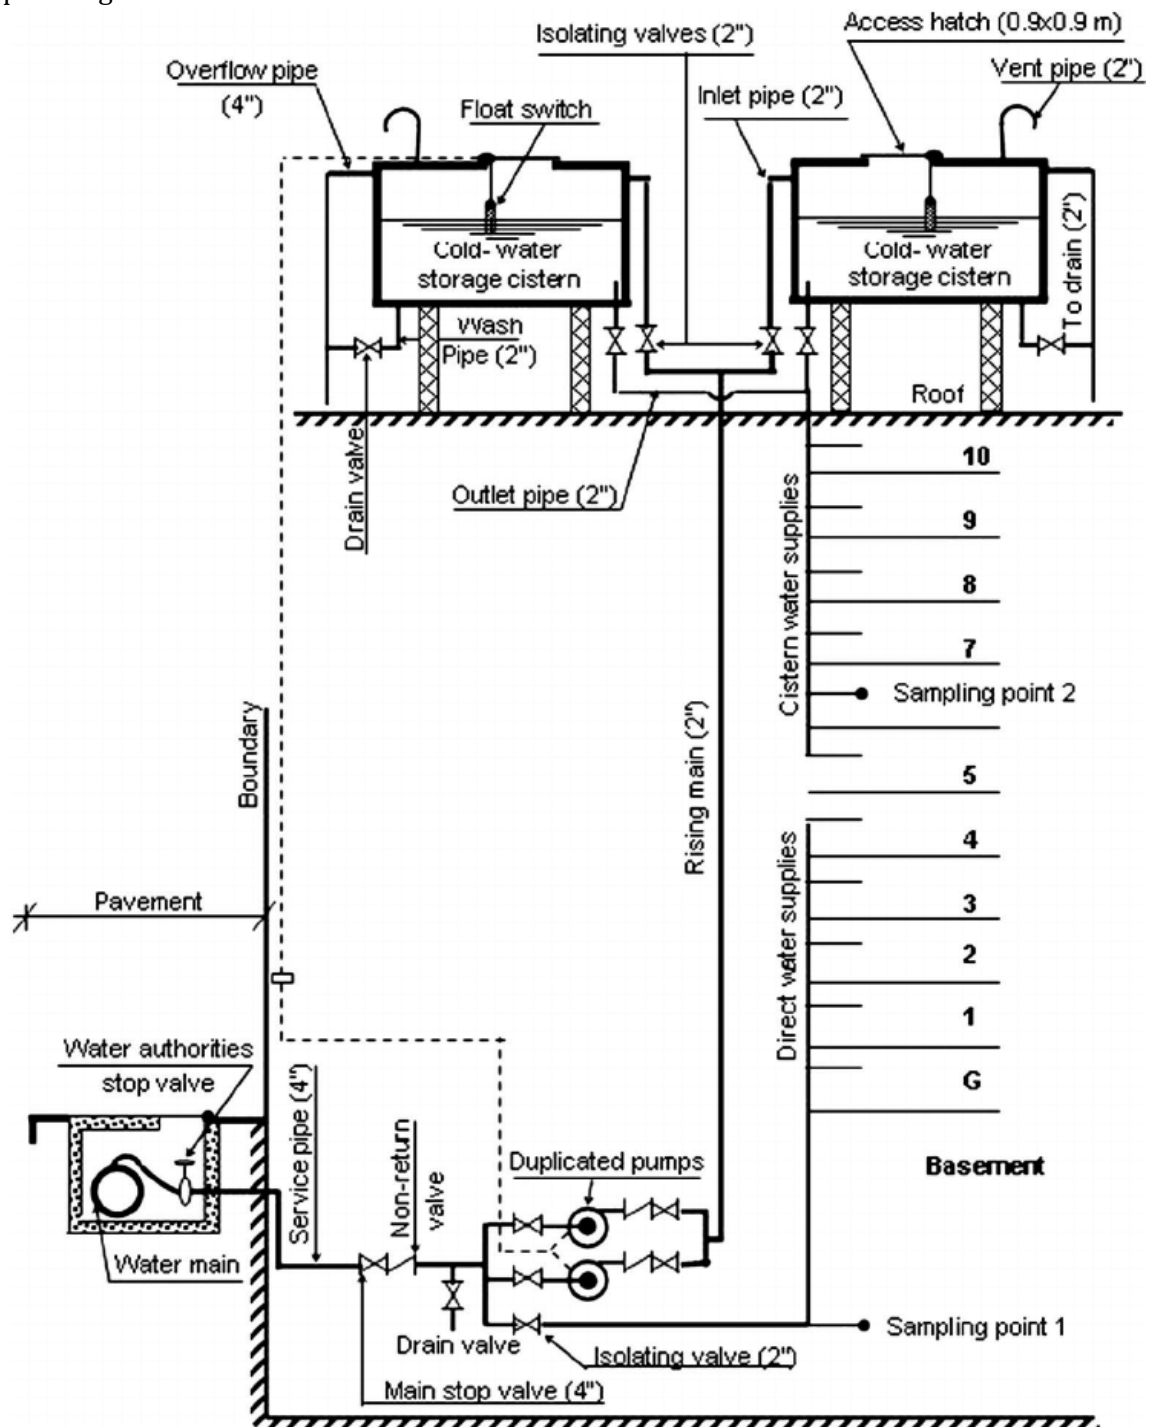 Isolating valves (2")
Access hatch (0.9x0.9 m)
Overflow pipe
(4")
Float switch
Inlet pipe (2")
Vent pipe (2")
Cold- water
storage cistern
Cold- water
storage cistern
To drain (2")
Wash
Pipe (2")
Roof
Drain valve
Outlet pipe (2")
Cistern water supplies
10
9
8
7
Sampling point 2
Boundary
Rising main (2")
5
Direct water supplies
4
3
2
1
G
Pavement
Water authorities
stop valve
Service pipe (4")
Non-return
valve
Duplicated pumps
Basement
Water main
Drain valve
Sampling point 1
Isolating valve (2")
Main stop valve (4")